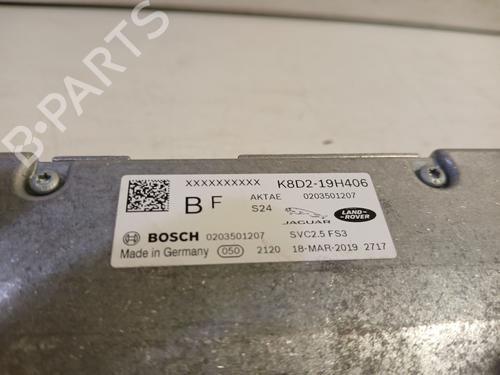 B-PARTS
XXXXXXXXXX K8D2-19H406
B F AKTAE 0203501207
S24 JAGUAR LAND-ROVER
BOSCH 0203501207 SVC2.5 FS3
Made in Germany 050 2120 18-MAR-2019 2717